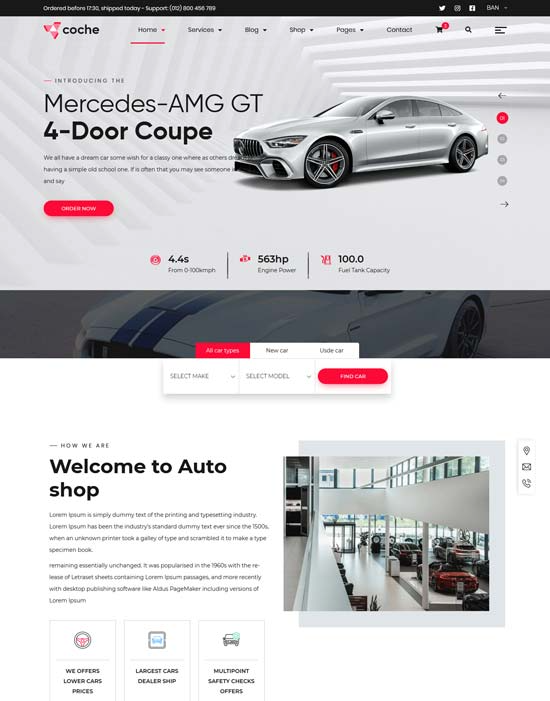 Ordered before 17:30, shipped today - Support: (012) 800 456 789
BAN
coche
Home Services Blog Shop Pages Contact
INTRODUCING THE
Mercedes-AMG GT
4-Door Coupe
We all have a dream car some wish for a classy one where as others
having a simple old school one. If is often that you may see someone
and say
ORDER NOW
01
02
03
04
4.4s
From 0-100kmph
563hp
Engine Power
100.0
Fuel Tank Capacity
All car types New car Usde car
SELECT MAKE SELECT MODEL FIND CAR
HOW WE ARE
Welcome to Auto
shop
Lorem Ipsum is simply dummy text of the printing and typesetting industry.
Lorem Ipsum has been the industry's standard dummy text ever since the 1500s,
when an unknown printer took a galley of type and scrambled it to make a type
specimen book.
remaining essentially unchanged. It was popularised in the 1960s with the re-
lease of Letraset sheets containing Lorem Ipsum passages, and more recently
with desktop publishing software like Aldus PageMaker including versions of
Lorem Ipsum
WE OFFERS
LOWER CARS
PRICES
LARGEST CARS
DEALER SHIP
MULTIPOINT
SAFETY CHECKS
OFFERS